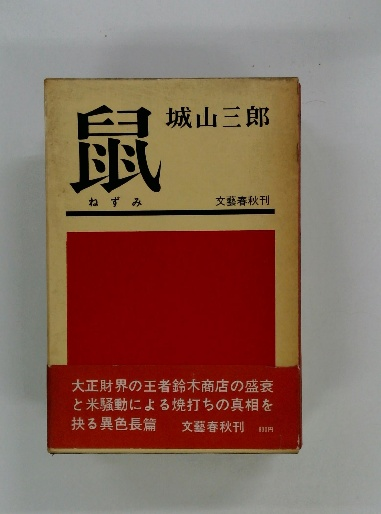 鼠
城山三郎
ねずみ
文藝春秋刊
大正財界の王者鈴木商店の盛衰
と米騒動による焼打ちの真相を
抉る異色長篇 文藝春秋刊